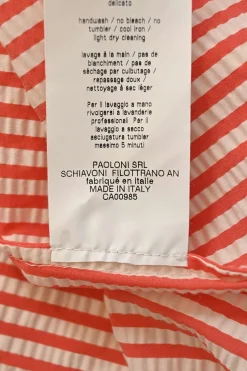 delicato
handwash / no bleach / no
tumbler / cool iron /
light dry cleaning
lavage à la main / pas de
blanchiment / pas de
séchage par culbutage /
repassage doux /
nettoyage à sec léger
Per il lavaggio a mano
rivolgersi a lavanderie
professionali Per il
lavaggio a secco
asciugatura tumbler
massimo 5 minuti
PAOLONI SRL
SCHIAVONI FILOTTRANO AN
fabriqué en Italie
MADE IN ITALY
CA00985